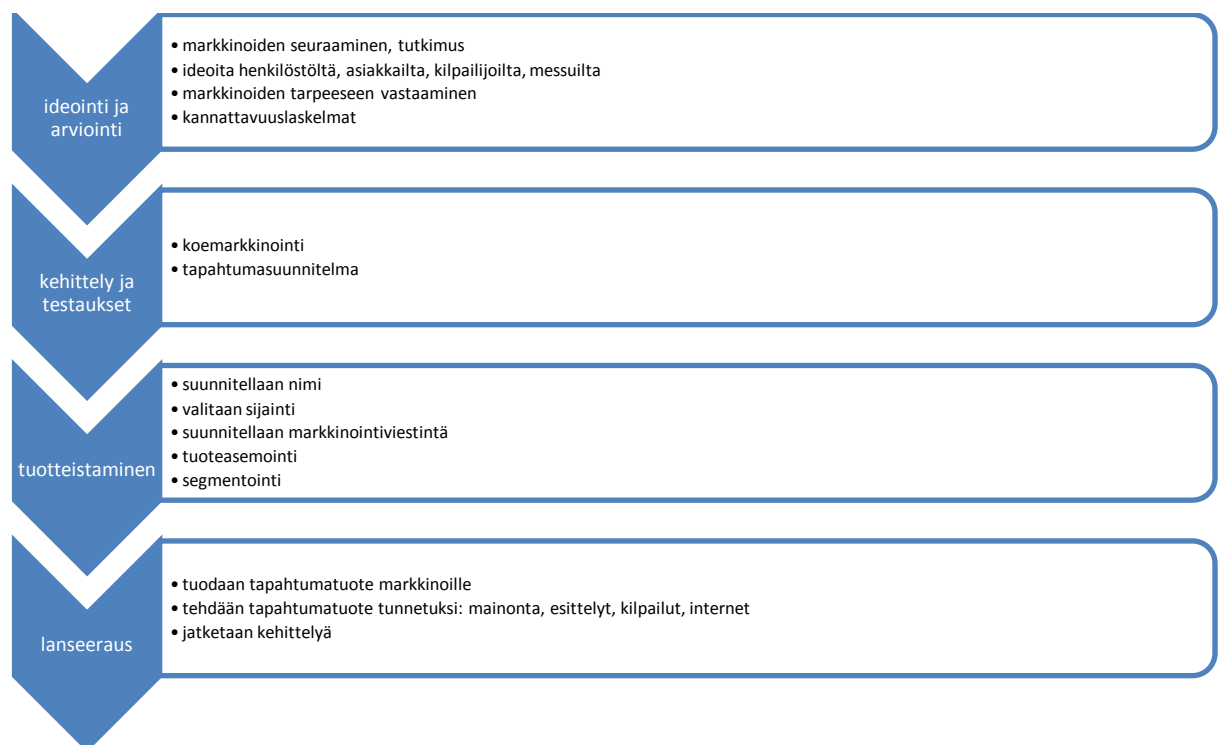 ideointi ja
arviointi
• markkinoiden seuraaminen, tutkimus
• ideoita henkilöstöltä, asiakkailta, kilpailijoilta, messuilta
• markkinoiden tarpeeseen vastaaminen
• kannattavuuslaskelmat
kehittely ja
testaukset
• koemarkkinointi
• tapahtumasuunnitelma
tuotteistaminen
• suunnitellaan nimi
• valitaan sijainti
• suunnitellaan markkinointiviestintä
• tuoteasemointi
• segmentointi
lanseeraus
• tuodaan tapahtumatuote markkinoille
• tehdään tapahtumatuote tunnetuksi: mainonta, esittelyt, kilpailut, internet
• jatketaan kehittelyä